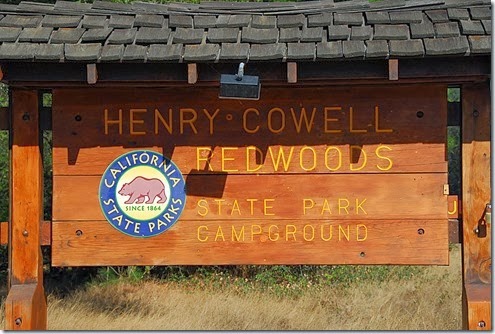 HENRY COWELL
REDWOODS
STATE PARK
CAMPGROUND
CALIFORNIA
SINCE 1864
STATE PARKS